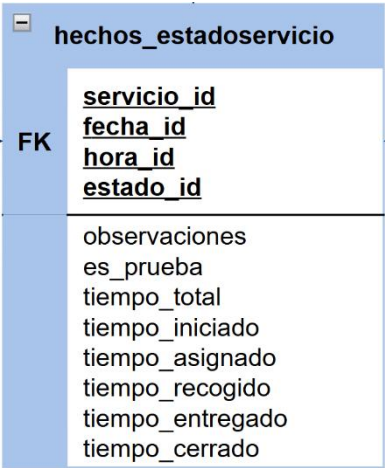 hechos_estadoservicio
servicio_id
fecha_id
FK
hora_id
estado_id
observaciones
es_prueba
tiempo_total
tiempo_iniciado
tiempo_asignado
tiempo_recogido
tiempo_entregado
tiempo_cerrado